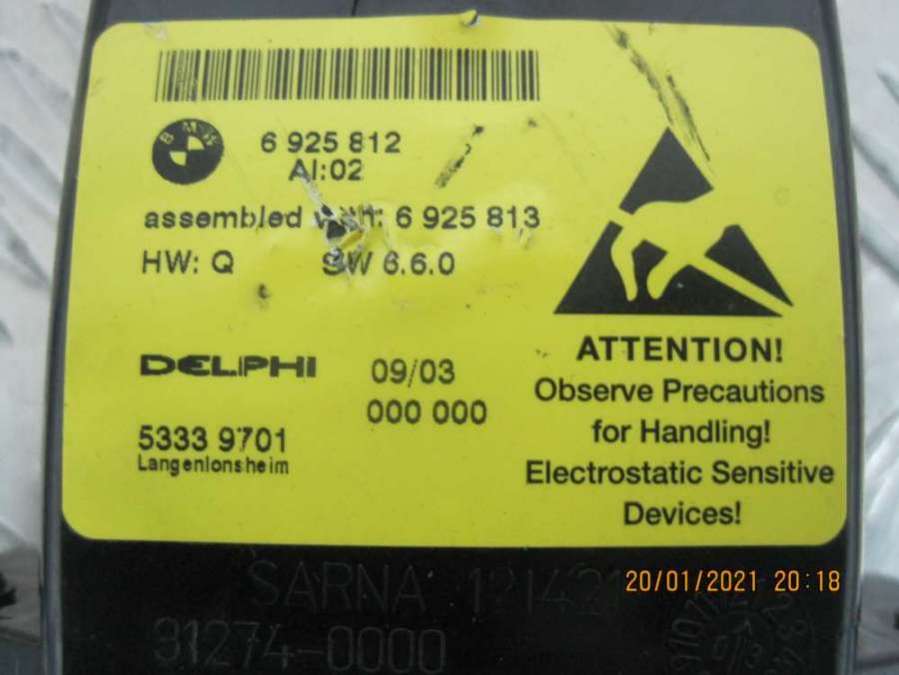 BMW
6 925 812
AI:02
assembled with: 6 925 813
HW: Q SW 6.6.0
DELPHI 09/03
000 000
5333 9701
Langenlonsheim
ATTENTION!
Observe Precautions
for Handling!
Electrostatic Sensitive
Devices!
SARNA
20/01/2021 20:18
31274-0000